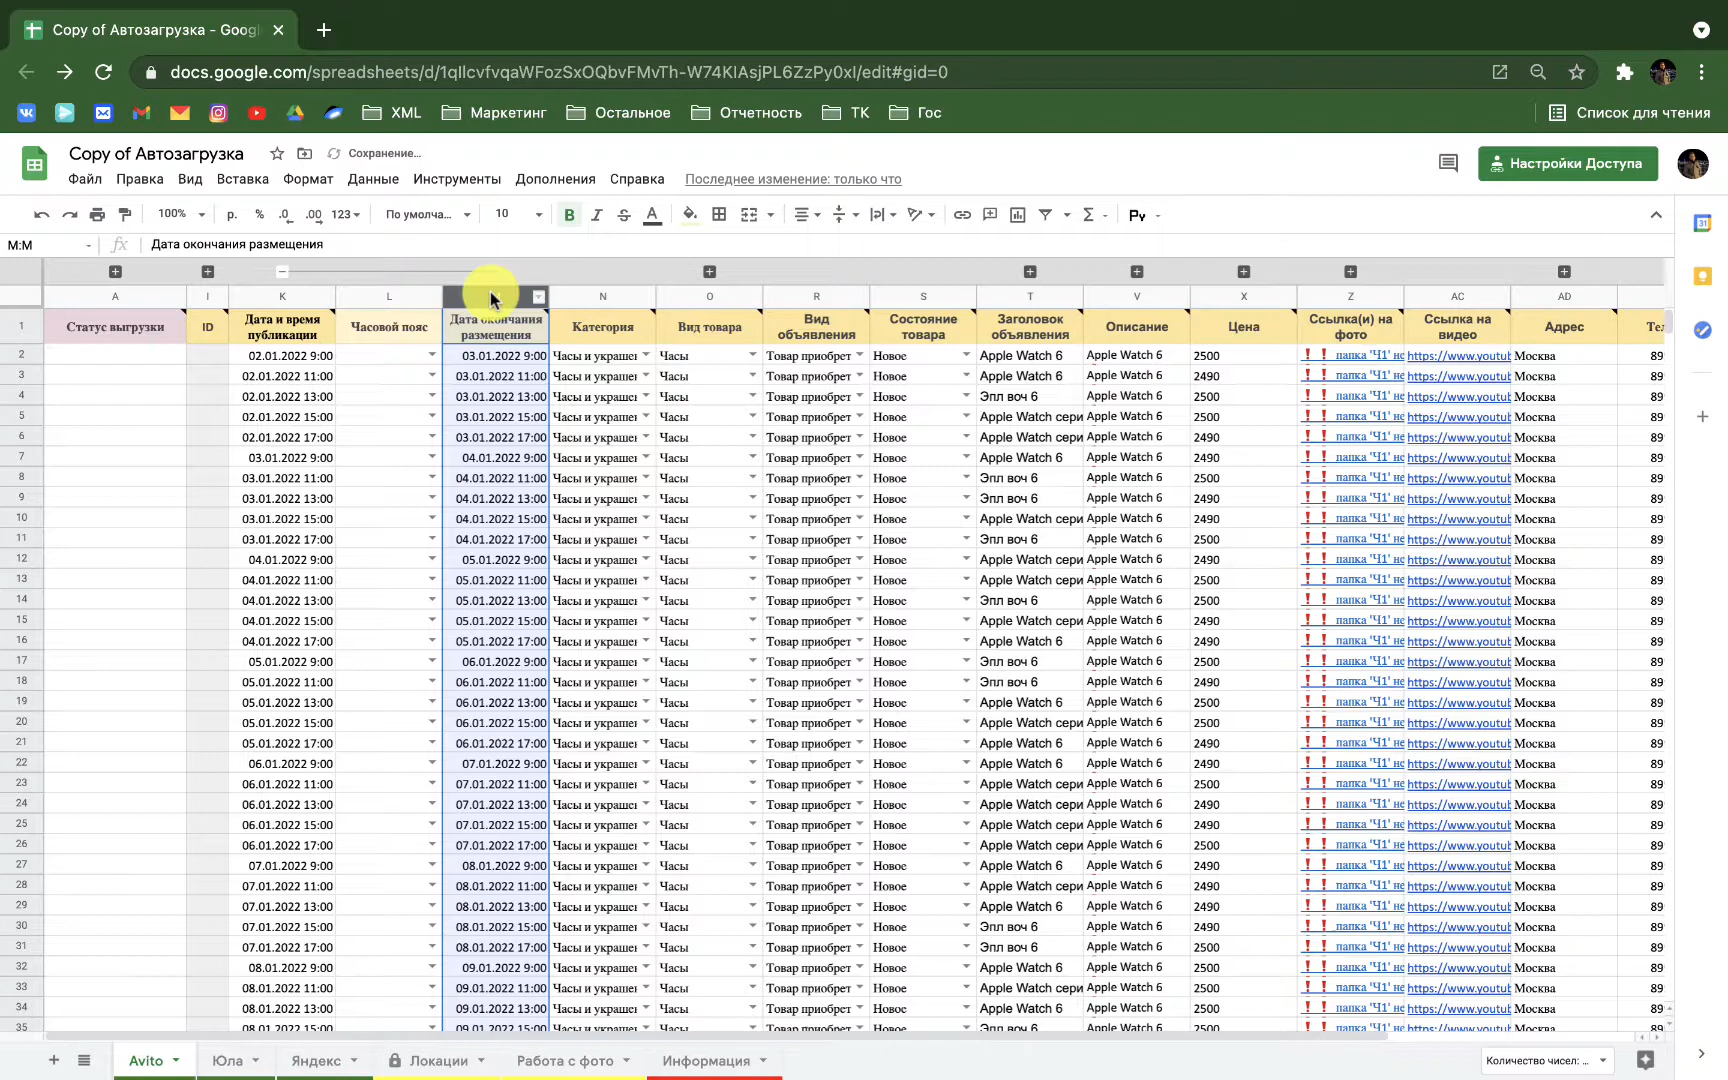 Copy of Автозагрузка - Goog
docs.google.com/spreadsheets/d/1qIlcvfvqaWFozSxOQbvFMvTh-W74KIAsjPL6ZzPy0xI/edit#gid=0
XML Маркетинг Остальное Отчетность ТК Гос Список для чтения
Copy of Автозагрузка Сохранение...
Настройки Доступа
Файл Правка Вид Вставка Формат Данные Инструменты Дополнения Справка Последнее изменение: только что
100% р. % .0 .00 123 По умолча... 10 B I S A Σ Ру
M:M fx Дата окончания размещения
A I K L N O R S T V X Z AC AD
1 Статус выгрузки ID Дата и время публикации Часовой пояс Дата окончания размещения Категория Вид товара Вид объявления Состояние товара Заголовок объявления Описание Цена Ссылка(и) на фото Ссылка на видео Адрес Тел
2 02.01.2022 9:00 03.01.2022 9:00 Часы и украшен Часы Товар приобрет Новое Apple Watch 6 Apple Watch 6 2500 ❗❗ папка 'Ч1' не https://www.youtub Москва 89
3 02.01.2022 11:00 03.01.2022 11:00 Часы и украшен Часы Товар приобрет Новое Apple Watch 6 Apple Watch 6 2490 ❗❗ папка 'Ч1' не https://www.youtub Москва 89
4 02.01.2022 13:00 03.01.2022 13:00 Часы и украшен Часы Товар приобрет Новое Эпл воч 6 Apple Watch 6 2500 ❗❗ папка 'Ч1' не https://www.youtub Москва 89
5 02.01.2022 15:00 03.01.2022 15:00 Часы и украшен Часы Товар приобрет Новое Apple Watch сери Apple Watch 6 2500 ❗❗ папка 'Ч1' не https://www.youtub Москва 89
6 02.01.2022 17:00 03.01.2022 17:00 Часы и украшен Часы Товар приобрет Новое Apple Watch сери Apple Watch 6 2490 ❗❗ папка 'Ч1' не https://www.youtub Москва 89
7 03.01.2022 9:00 04.01.2022 9:00 Часы и украшен Часы Товар приобрет Новое Apple Watch 6 Apple Watch 6 2500 ❗❗ папка 'Ч1' не https://www.youtub Москва 89
8 03.01.2022 11:00 04.01.2022 11:00 Часы и украшен Часы Товар приобрет Новое Эпл воч 6 Apple Watch 6 2500 ❗❗ папка 'Ч1' не https://www.youtub Москва 89
9 03.01.2022 13:00 04.01.2022 13:00 Часы и украшен Часы Товар приобрет Новое Эпл воч 6 Apple Watch 6 2490 ❗❗ папка 'Ч1' не https://www.youtub Москва 89
10 03.01.2022 15:00 04.01.2022 15:00 Часы и украшен Часы Товар приобрет Новое Apple Watch сери Apple Watch 6 2490 ❗❗ папка 'Ч1' не https://www.youtub Москва 89
11 03.01.2022 17:00 04.01.2022 17:00 Часы и украшен Часы Товар приобрет Новое Эпл воч 6 Apple Watch 6 2500 ❗❗ папка 'Ч1' не https://www.youtub Москва 89
12 04.01.2022 9:00 05.01.2022 9:00 Часы и украшен Часы Товар приобрет Новое Apple Watch сери Apple Watch 6 2490 ❗❗ папка 'Ч1' не https://www.youtub Москва 89
13 04.01.2022 11:00 05.01.2022 11:00 Часы и украшен Часы Товар приобрет Новое Apple Watch сери Apple Watch 6 2490 ❗❗ папка 'Ч1' не https://www.youtub Москва 89
14 04.01.2022 13:00 05.01.2022 13:00 Часы и украшен Часы Товар приобрет Новое Эпл воч 6 Apple Watch 6 2490 ❗❗ папка 'Ч1' не https://www.youtub Москва 89
15 04.01.2022 15:00 05.01.2022 15:00 Часы и украшен Часы Товар приобрет Новое Apple Watch сери Apple Watch 6 2490 ❗❗ папка 'Ч1' не https://www.youtub Москва 89
16 04.01.2022 17:00 05.01.2022 17:00 Часы и украшен Часы Товар приобрет Новое Apple Watch 6 Apple Watch 6 2490 ❗❗ папка 'Ч1' не https://www.youtub Москва 89
17 05.01.2022 9:00 06.01.2022 9:00 Часы и украшен Часы Товар приобрет Новое Эпл воч 6 Apple Watch 6 2500 ❗❗ папка 'Ч1' не https://www.youtub Москва 89
18 05.01.2022 11:00 06.01.2022 11:00 Часы и украшен Часы Товар приобрет Новое Эпл воч 6 Apple Watch 6 2500 ❗❗ папка 'Ч1' не https://www.youtub Москва 89
19 05.01.2022 13:00 06.01.2022 13:00 Часы и украшен Часы Товар приобрет Новое Apple Watch 6 Apple Watch 6 2500 ❗❗ папка 'Ч1' не https://www.youtub Москва 89
20 05.01.2022 15:00 06.01.2022 15:00 Часы и украшен Часы Товар приобрет Новое Apple Watch сери Apple Watch 6 2500 ❗❗ папка 'Ч1' не https://www.youtub Москва 89
21 05.01.2022 17:00 06.01.2022 17:00 Часы и украшен Часы Товар приобрет Новое Apple Watch 6 Apple Watch 6 2490 ❗❗ папка 'Ч1' не https://www.youtub Москва 89
22 06.01.2022 9:00 07.01.2022 9:00 Часы и украшен Часы Товар приобрет Новое Apple Watch 6 Apple Watch 6 2490 ❗❗ папка 'Ч1' не https://www.youtub Москва 89
23 06.01.2022 11:00 07.01.2022 11:00 Часы и украшен Часы Товар приобрет Новое Эпл воч 6 Apple Watch 6 2500 ❗❗ папка 'Ч1' не https://www.youtub Москва 89
24 06.01.2022 13:00 07.01.2022 13:00 Часы и украшен Часы Товар приобрет Новое Apple Watch 6 Apple Watch 6 2490 ❗❗ папка 'Ч1' не https://www.youtub Москва 89
25 06.01.2022 15:00 07.01.2022 15:00 Часы и украшен Часы Товар приобрет Новое Apple Watch сери Apple Watch 6 2490 ❗❗ папка 'Ч1' не https://www.youtub Москва 89
26 06.01.2022 17:00 07.01.2022 17:00 Часы и украшен Часы Товар приобрет Новое Apple Watch сери Apple Watch 6 2500 ❗❗ папка 'Ч1' не https://www.youtub Москва 89
27 07.01.2022 9:00 08.01.2022 9:00 Часы и украшен Часы Товар приобрет Новое Apple Watch 6 Apple Watch 6 2490 ❗❗ папка 'Ч1' не https://www.youtub Москва 89
28 07.01.2022 11:00 08.01.2022 11:00 Часы и украшен Часы Товар приобрет Новое Apple Watch сери Apple Watch 6 2490 ❗❗ папка 'Ч1' не https://www.youtub Москва 89
29 07.01.2022 13:00 08.01.2022 13:00 Часы и украшен Часы Товар приобрет Новое Apple Watch 6 Apple Watch 6 2490 ❗❗ папка 'Ч1' не https://www.youtub Москва 89
30 07.01.2022 15:00 08.01.2022 15:00 Часы и украшен Часы Товар приобрет Новое Эпл воч 6 Apple Watch 6 2490 ❗❗ папка 'Ч1' не https://www.youtub Москва 89
31 07.01.2022 17:00 08.01.2022 17:00 Часы и украшен Часы Товар приобрет Новое Эпл воч 6 Apple Watch 6 2500 ❗❗ папка 'Ч1' не https://www.youtub Москва 89
32 08.01.2022 9:00 09.01.2022 9:00 Часы и украшен Часы Товар приобрет Новое Apple Watch 6 Apple Watch 6 2500 ❗❗ папка 'Ч1' не https://www.youtub Москва 89
33 08.01.2022 11:00 09.01.2022 11:00 Часы и украшен Часы Товар приобрет Новое Apple Watch сери Apple Watch 6 2500 ❗❗ папка 'Ч1' не https://www.youtub Москва 89
34 08.01.2022 13:00 09.01.2022 13:00 Часы и украшен Часы Товар приобрет Новое Apple Watch 6 Apple Watch 6 2500 ❗❗ папка 'Ч1' не https://www.youtub Москва 89
35 08.01.2022 15:00 09.01.2022 15:00 Часы и украшен Часы Товар приобрет Новое Эпл воч 6 Apple Watch 6 2500 ❗❗ папка 'Ч1' не https://www.youtub Москва 89
Avito Юла Яндекс Локации Работа с фото Информация Количество чисел: ...